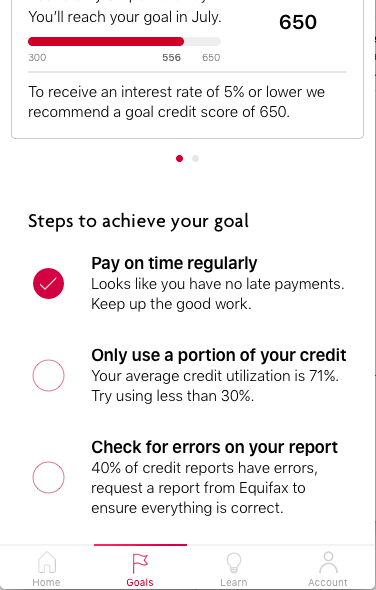 You'll reach your goal in July.
650
300 556 650
To receive an interest rate of 5% or lower we
recommend a goal credit score of 650.
Steps to achieve your goal
Pay on time regularly
Looks like you have no late payments.
Keep up the good work.
Only use a portion of your credit
Your average credit utilization is 71%.
Try using less than 30%.
Check for errors on your report
40% of credit reports have errors,
request a report from Equifax to
ensure everything is correct.
Home Goals Learn Account